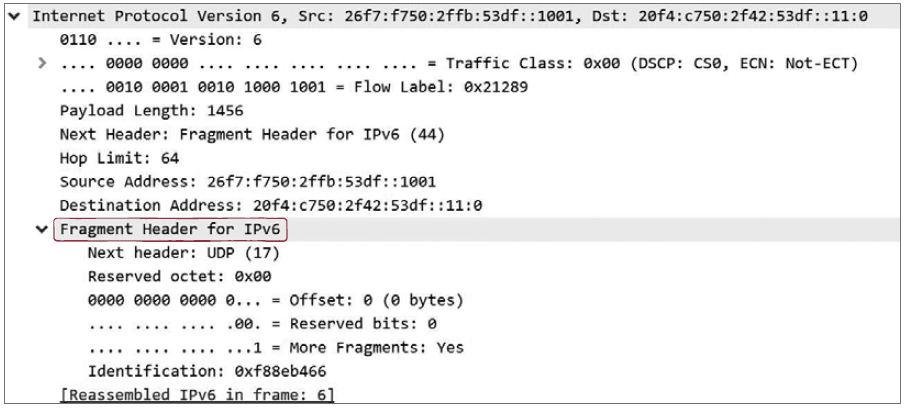 Internet Protocol Version 6, Src: 26f7:f750:2ffb:53df::1001, Dst: 20f4:c750:2f42:53df::11:0
0110 .... = Version: 6
.... 0000 0000 .... .... .... .... .... = Traffic Class: 0x00 (DSCP: CS0, ECN: Not-ECT)
.... 0010 0001 0010 1000 1001 = Flow Label: 0x21289
Payload Length: 1456
Next Header: Fragment Header for IPv6 (44)
Hop Limit: 64
Source Address: 26f7:f750:2ffb:53df::1001
Destination Address: 20f4:c750:2f42:53df::11:0
Fragment Header for IPv6
Next header: UDP (17)
Reserved octet: 0x00
0000 0000 0000 0... = Offset: 0 (0 bytes)
.... .... .... .00. = Reserved bits: 0
.... .... .... ...1 = More Fragments: Yes
Identification: 0xf88eb466
[Reassembled IPv6 in frame: 6]